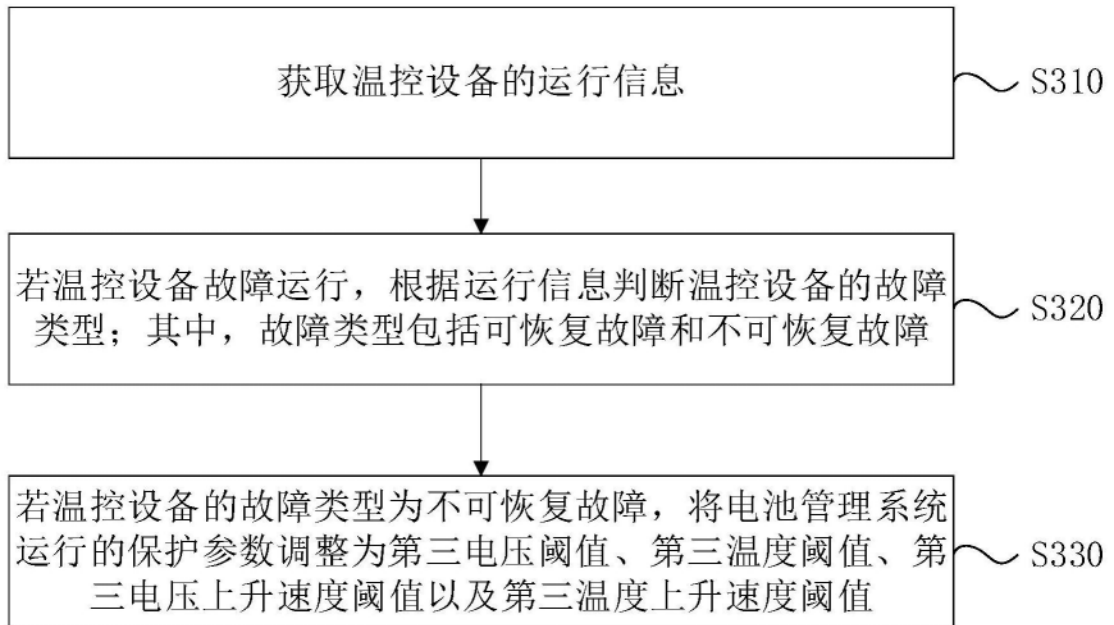 获取温控设备的运行信息
S310
若温控设备故障运行，根据运行信息判断温控设备的故障
类型；其中，故障类型包括可恢复故障和不可恢复故障
S320
若温控设备的故障类型为不可恢复故障，将电池管理系统
运行的保护参数调整为第三电压阈值、第三温度阈值、第
三电压上升速度阈值以及第三温度上升速度阈值
S330